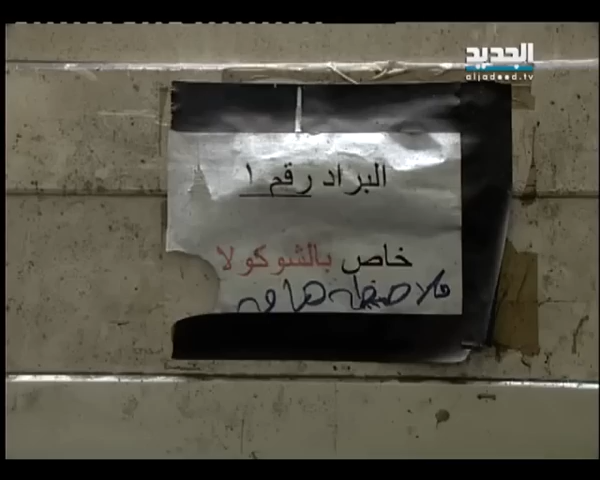 الجديد
aljadeed.tv
البراد رقم ١
خاص بالشوكولا
ملاحظة هامة